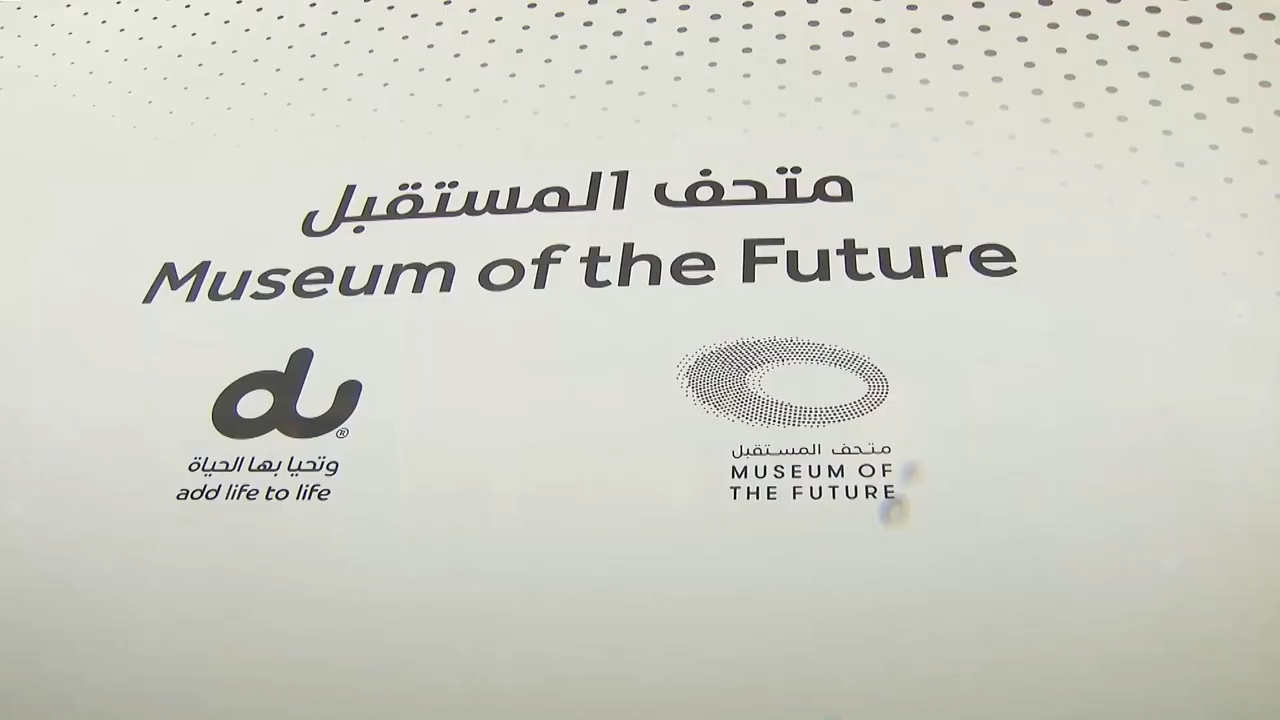 متحف المستقبل
Museum of the Future
du
®
وتحيا بها الحياة
add life to life
متحف المستقبل
MUSEUM OF
THE FUTURE